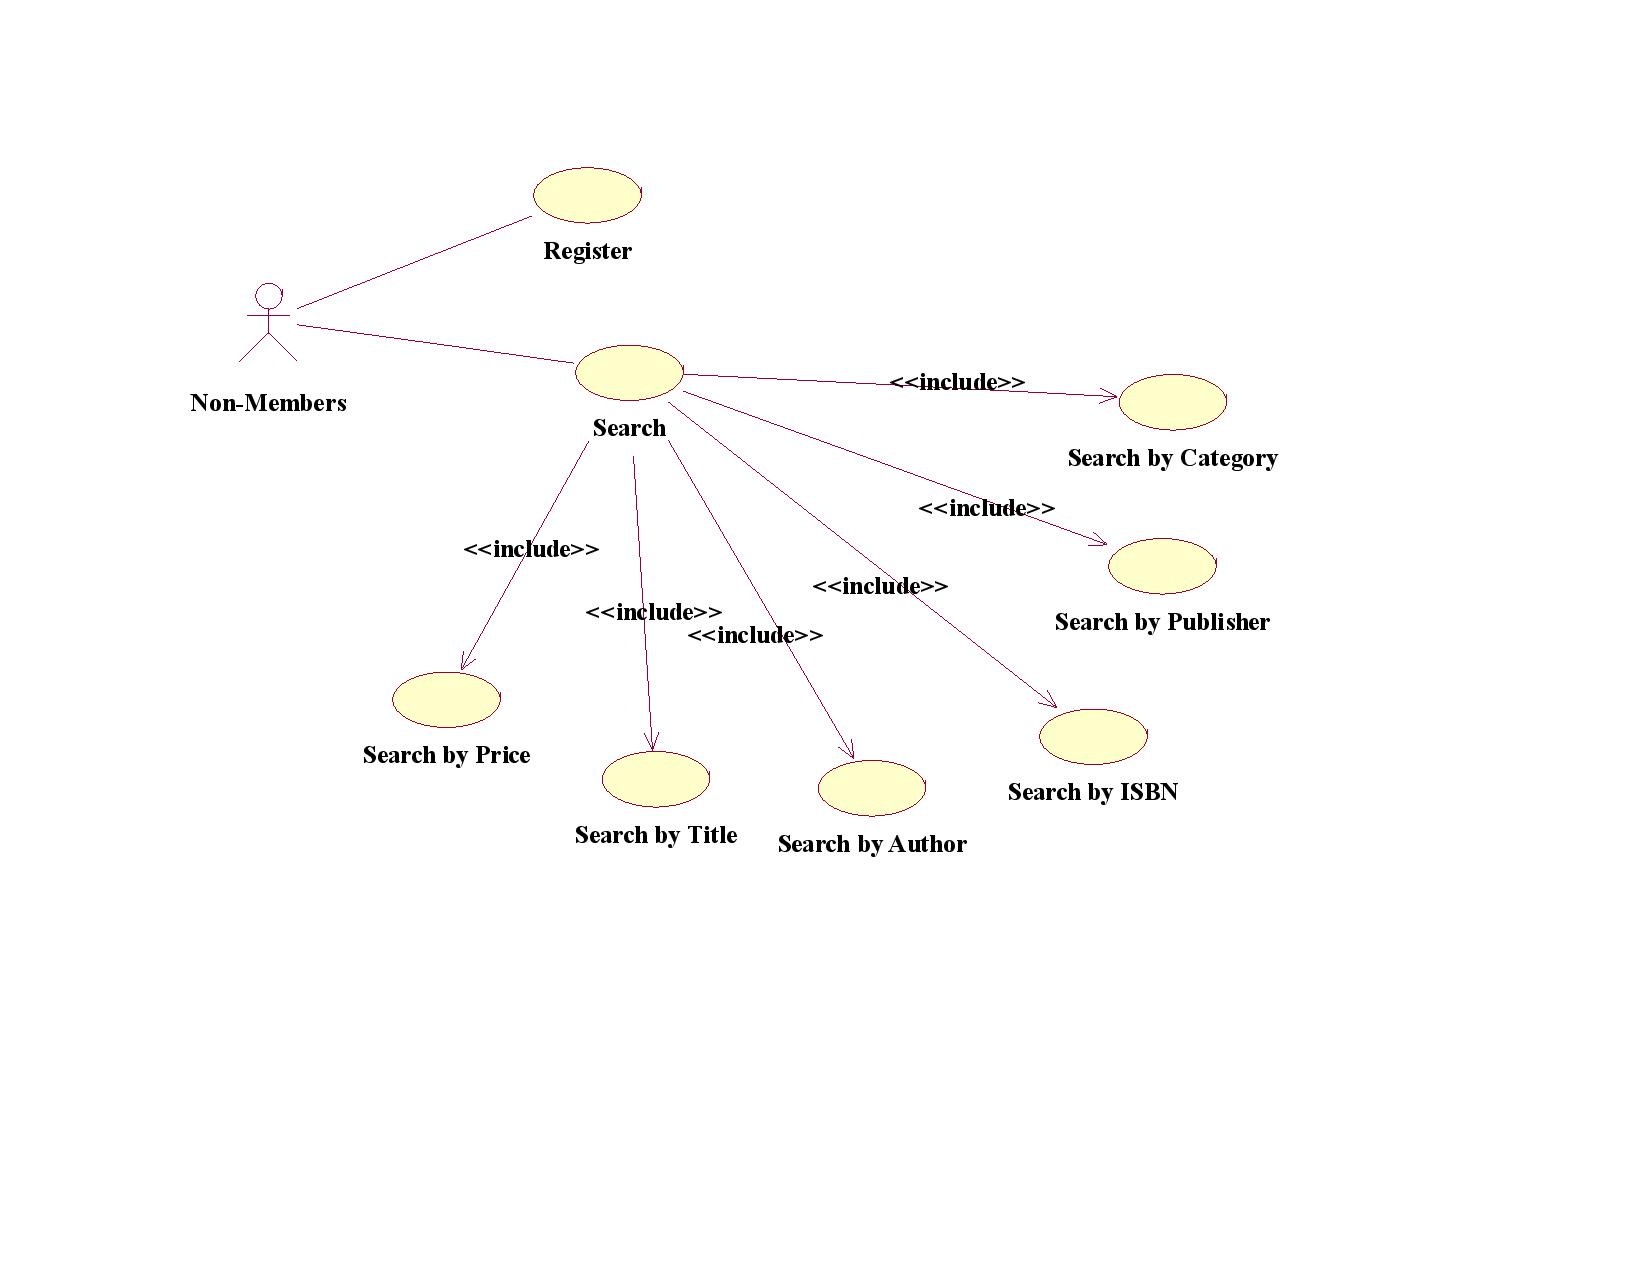 Register
Non-Members
Search
<<include>>
Search by Category
<<include>>
Search by Publisher
<<include>>
Search by ISBN
<<include>>
Search by Author
<<include>>
Search by Title
<<include>>
Search by Price